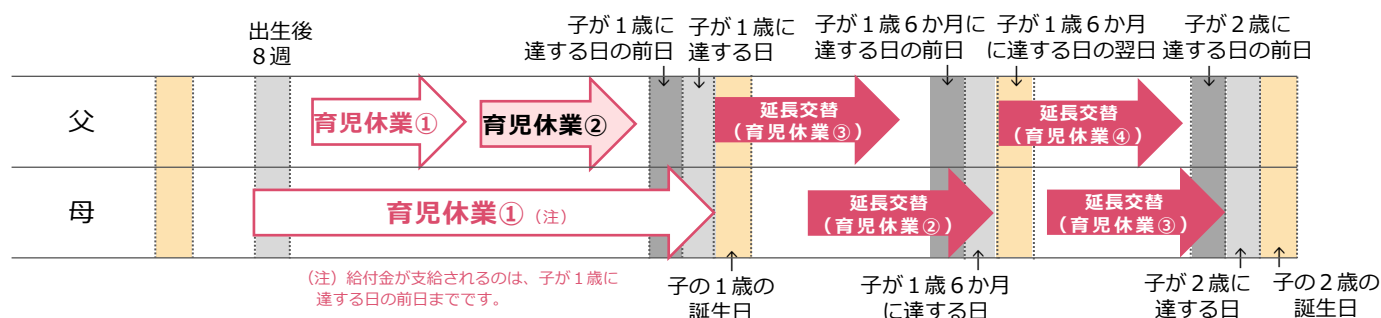 出生後
8週
子が1歳に
達する日の前日
子が1歳に
達する日
子が1歳6か月に
達する日の前日
子が1歳6か月
に達する日の翌日
子が2歳に
達する日の前日
父
育児休業①
育児休業②
延長交替
(育児休業③)
延長交替
(育児休業④)
母
育児休業①(注)
延長交替
(育児休業②)
延長交替
(育児休業③)
(注)給付金が支給されるのは、子が1歳に
達する日の前日までです。
子の1歳の
誕生日
子が1歳6か月
に達する日
子が2歳に
達する日
子の2歳の
誕生日